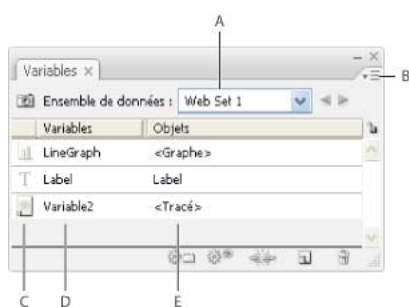 A
Variables ×
B
Ensemble de données : Web Set 1
Variables Objets
LineGraph <Graphe>
T Label Label
Variable2 <Tracé>
C D E